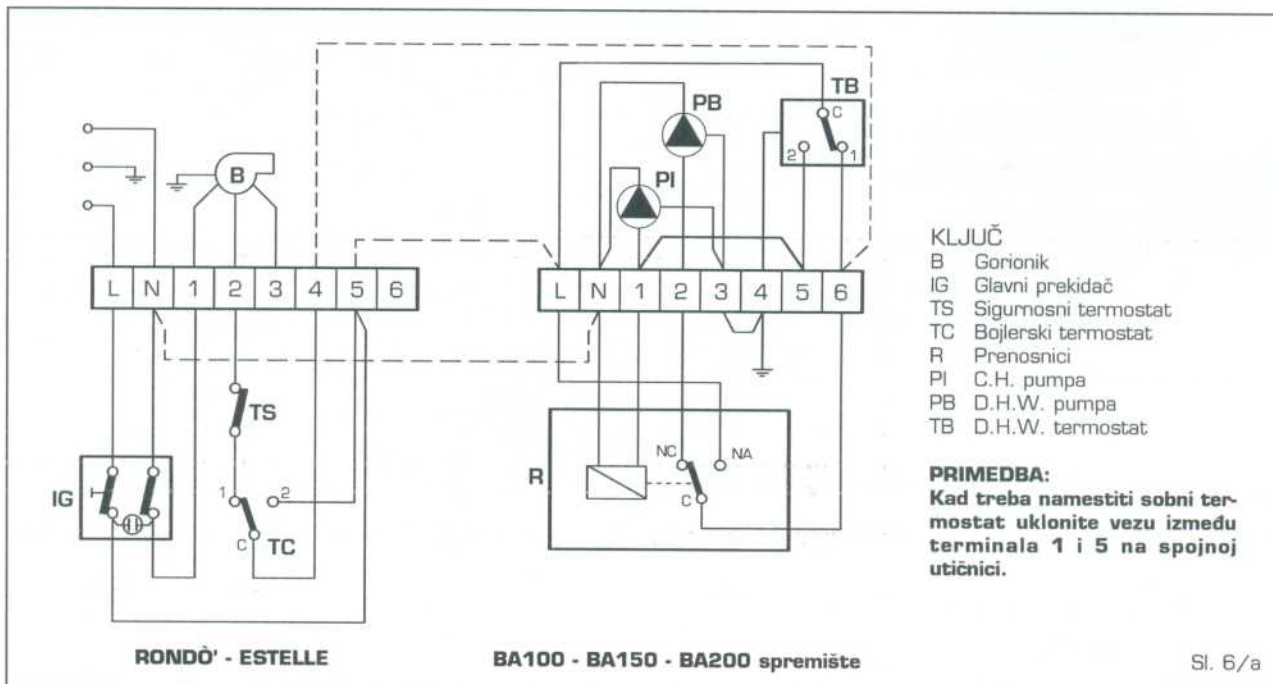 TB
C
2
1
PB
PI
B
L N 1 2 3 4 5 6
L N 1 2 3 4 5 6
TS
IG
1
2
C
TC
R
NC
NA
C
KLJUČ
B Gorionik
IG Glavni prekidač
TS Sigurnosni termostat
TC Bojlerski termostat
R Prenosnici
PI C.H. pumpa
PB D.H.W. pumpa
TB D.H.W. termostat
PRIMEDBA:
Kad treba namestiti sobni ter-
mostat uklonite vezu između
terminala 1 i 5 na spojnoj
utičnici.
RONDÒ' - ESTELLE
BA100 - BA150 - BA200 spremište
Sl. 6/a